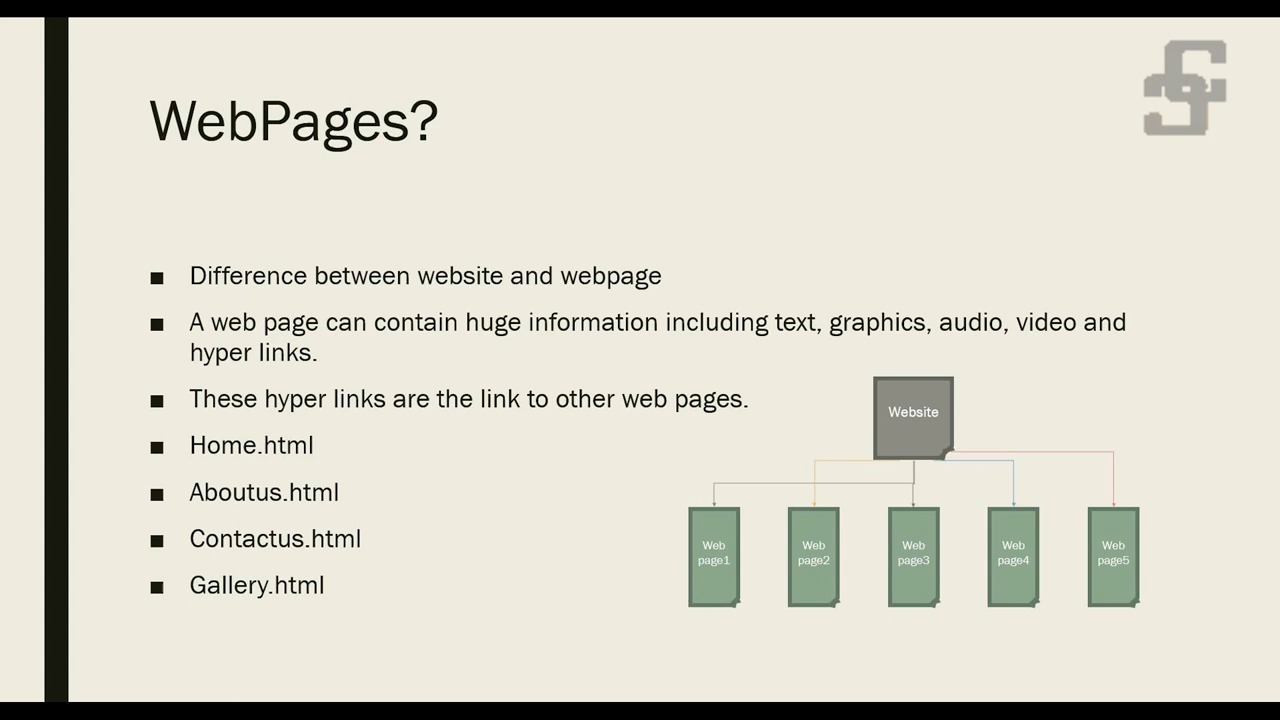 WebPages?
■ Difference between website and webpage
■ A web page can contain huge information including text, graphics, audio, video and
hyper links.
■ These hyper links are the link to other web pages.
■ Home.html
■ Aboutus.html
■ Contactus.html
■ Gallery.html
Website
Web
page1
Web
page2
Web
page3
Web
page4
Web
page5